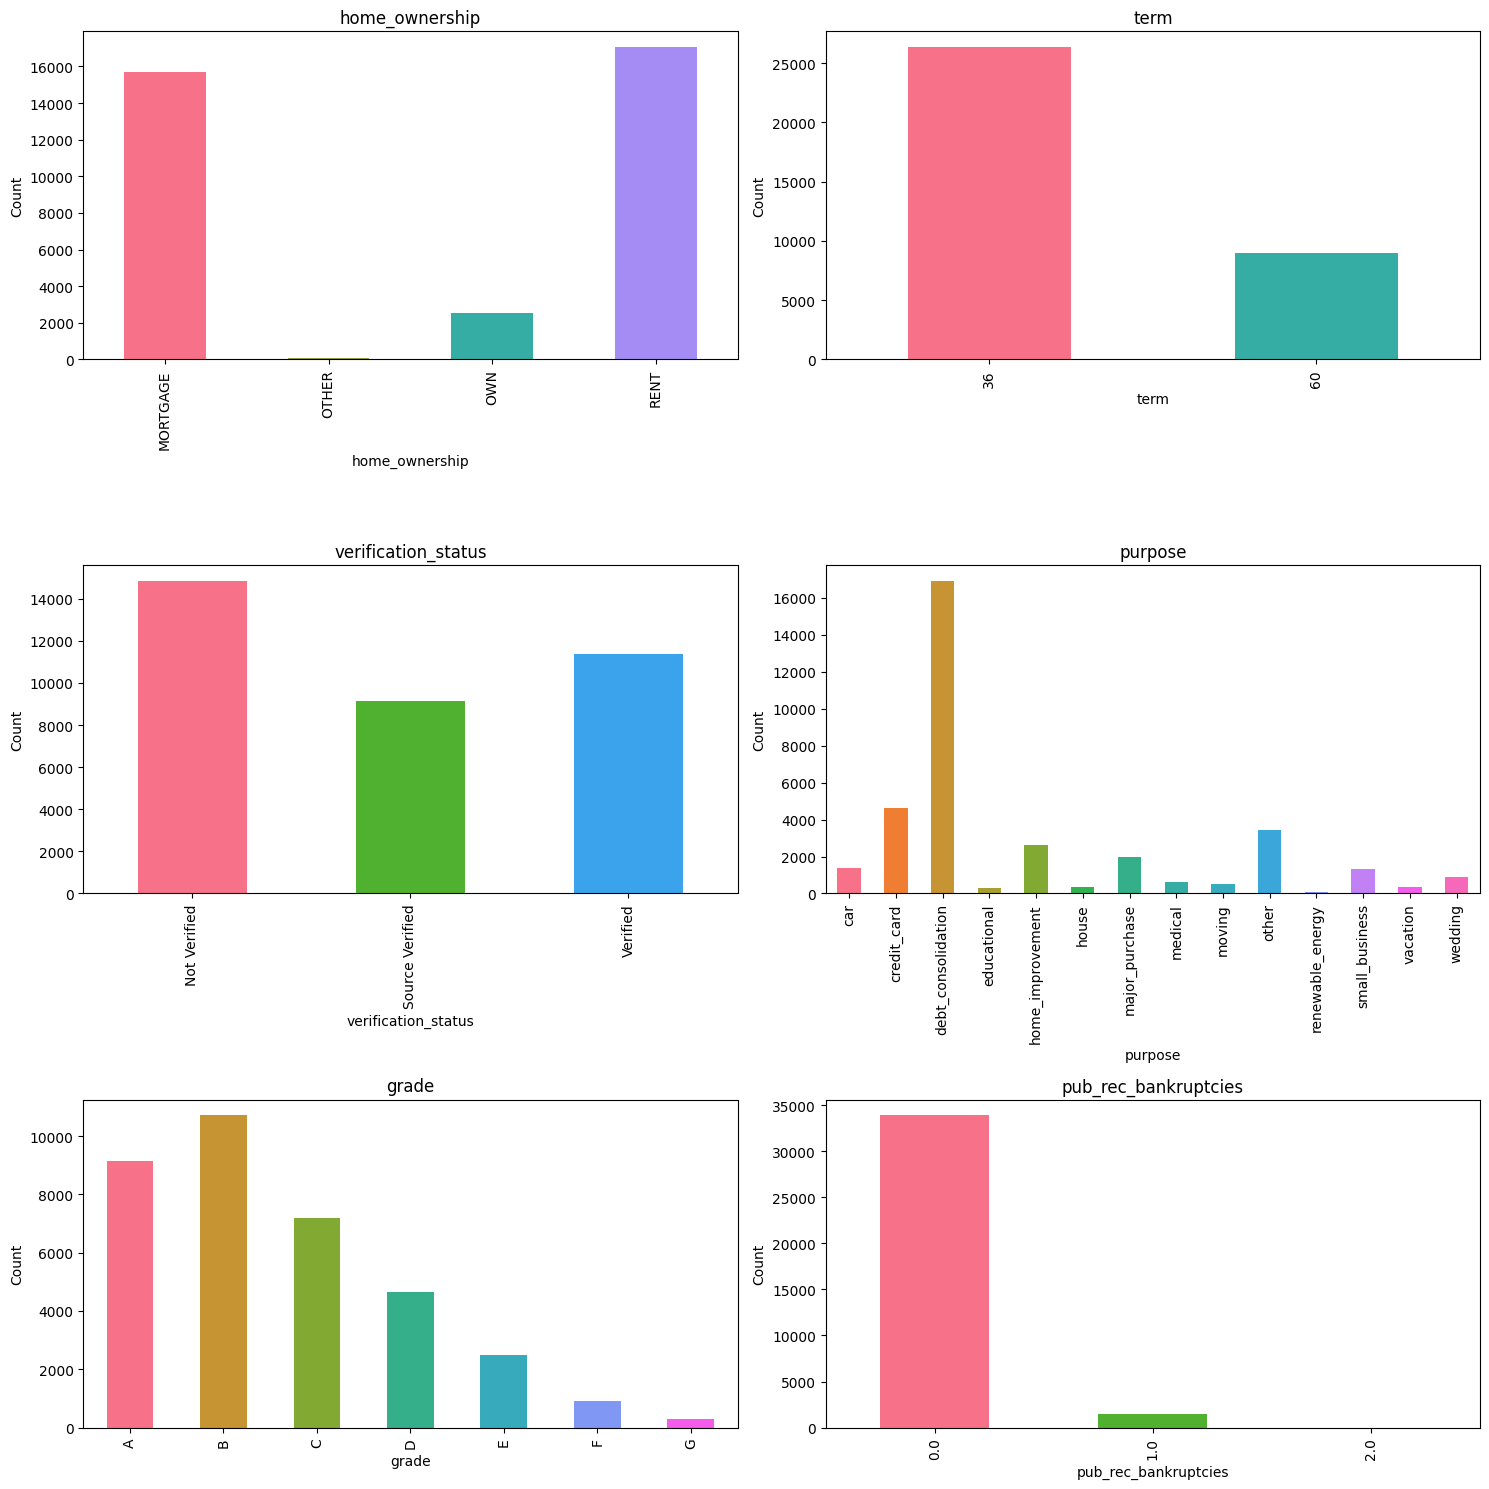 home_ownership
Count
16000
14000
12000
10000
8000
6000
4000
2000
0
MORTGAGE
OTHER
OWN
RENT
home_ownership
term
Count
25000
20000
15000
10000
5000
0
36
60
term
verification_status
Count
14000
12000
10000
8000
6000
4000
2000
0
Not Verified
Source Verified
Verified
verification_status
purpose
Count
16000
14000
12000
10000
8000
6000
4000
2000
0
car
credit_card
debt_consolidation
educational
home_improvement
house
major_purchase
medical
moving
other
renewable_energy
small_business
vacation
wedding
purpose
grade
Count
10000
8000
6000
4000
2000
0
A
B
C
D
E
F
G
grade
pub_rec_bankruptcies
Count
35000
30000
25000
20000
15000
10000
5000
0
0.0
1.0
2.0
pub_rec_bankruptcies